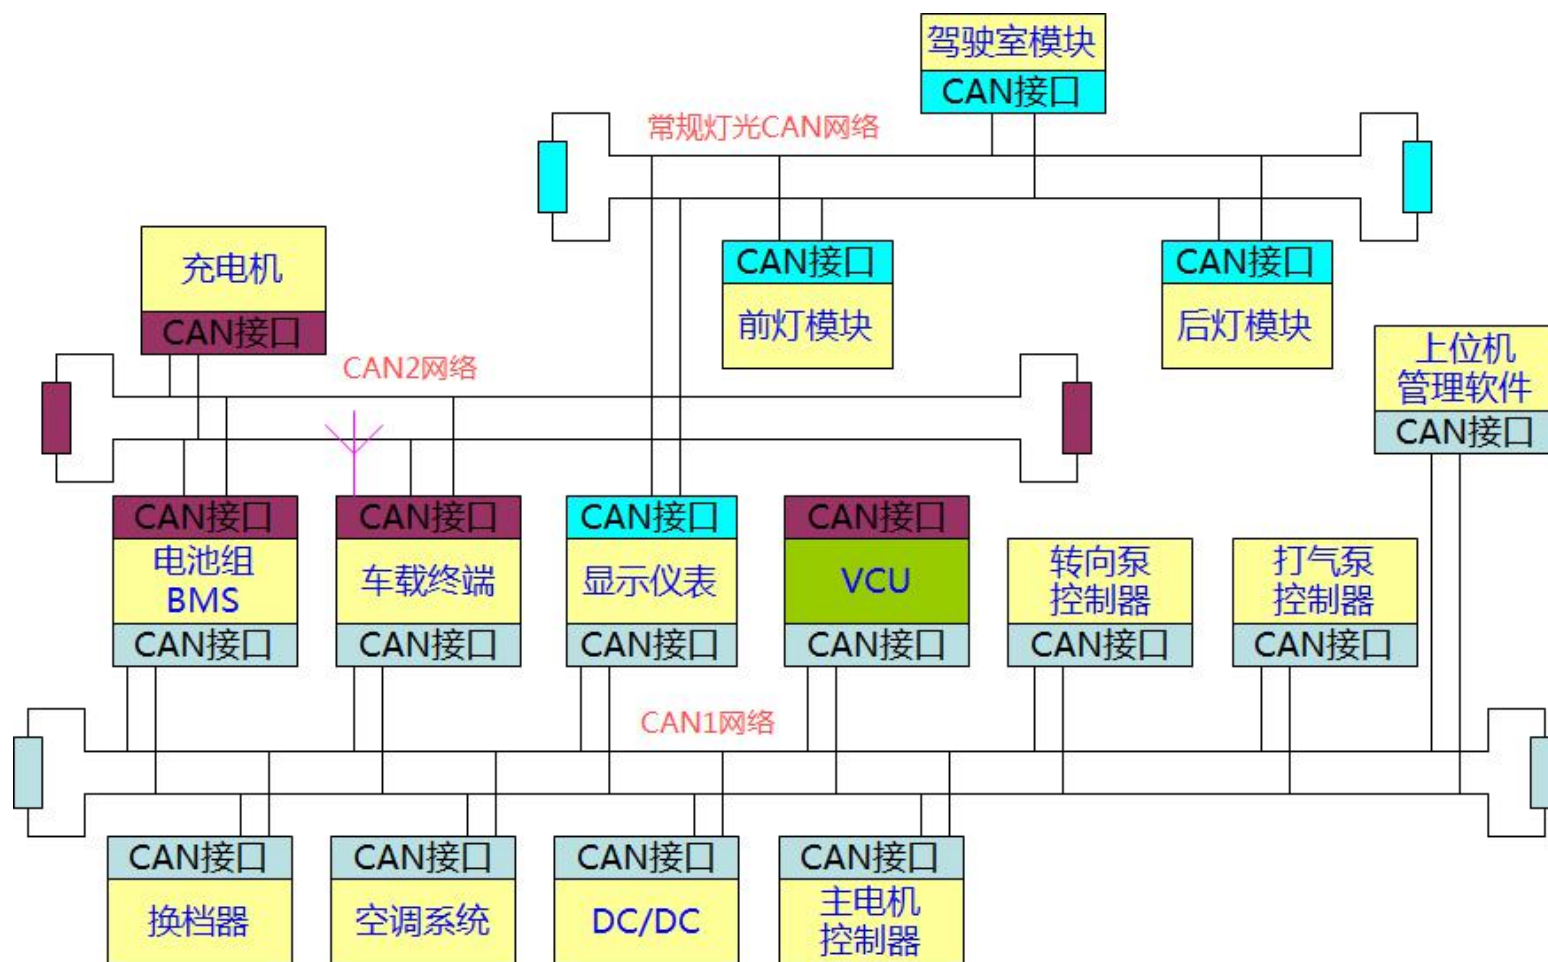 驾驶室模块
CAN接口
常规灯光CAN网络
充电机
CAN接口
CAN接口
前灯模块
CAN接口
后灯模块
上位机
管理软件
CAN接口
CAN2网络
CAN接口
电池组
BMS
CAN接口
CAN接口
车载终端
CAN接口
CAN接口
显示仪表
CAN接口
CAN接口
VCU
CAN接口
转向泵
控制器
CAN接口
打气泵
控制器
CAN接口
CAN1网络
CAN接口
换档器
CAN接口
空调系统
CAN接口
DC/DC
CAN接口
主电机
控制器